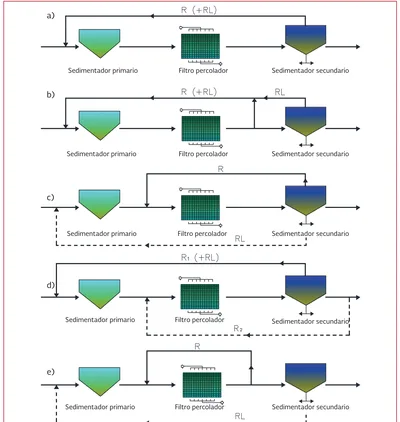 a)
R (+RL)
Sedimentador primario Filtro percolador Sedimentador secundario
b)
R (+RL) RL
Sedimentador primario Filtro percolador Sedimentador secundario
c)
R
Sedimentador primario Filtro percolador Sedimentador secundario
RL
d)
R₁ (+RL)
Sedimentador primario Filtro percolador Sedimentador secundario
R₂
e)
R
Sedimentador primario Filtro percolador Sedimentador secundario
RL